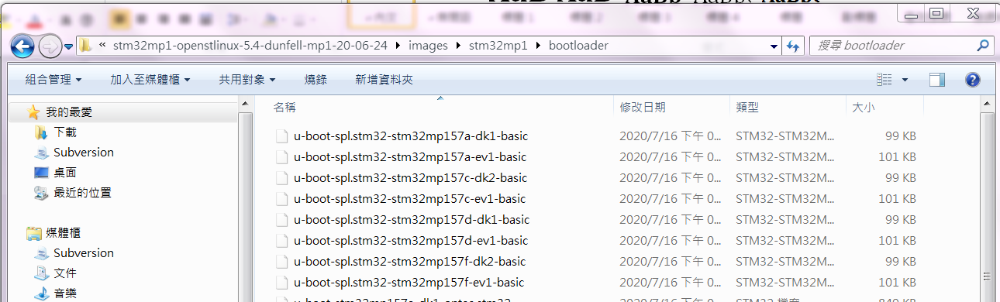 « stm32mp1-openstlinux-5.4-dunfell-mp1-20-06-24 ▸ images ▸ stm32mp1 ▸ bootloader
搜尋 bootloader
組合管理 加入至媒體櫃 共用對象 燒錄 新增資料夾
名稱 修改日期 類型 大小
我的最愛
下載
Subversion
桌面
最近的位置
媒體櫃
Subversion
文件
音樂
u-boot-spl.stm32-stm32mp157a-dk1-basic 2020/7/16 下午 0... STM32-STM32M... 99 KB
u-boot-spl.stm32-stm32mp157a-ev1-basic 2020/7/16 下午 0... STM32-STM32M... 101 KB
u-boot-spl.stm32-stm32mp157c-dk2-basic 2020/7/16 下午 0... STM32-STM32M... 99 KB
u-boot-spl.stm32-stm32mp157c-ev1-basic 2020/7/16 下午 0... STM32-STM32M... 101 KB
u-boot-spl.stm32-stm32mp157d-dk1-basic 2020/7/16 下午 0... STM32-STM32M... 99 KB
u-boot-spl.stm32-stm32mp157d-ev1-basic 2020/7/16 下午 0... STM32-STM32M... 101 KB
u-boot-spl.stm32-stm32mp157f-dk2-basic 2020/7/16 下午 0... STM32-STM32M... 99 KB
u-boot-spl.stm32-stm32mp157f-ev1-basic 2020/7/16 下午 0... STM32-STM32M... 101 KB